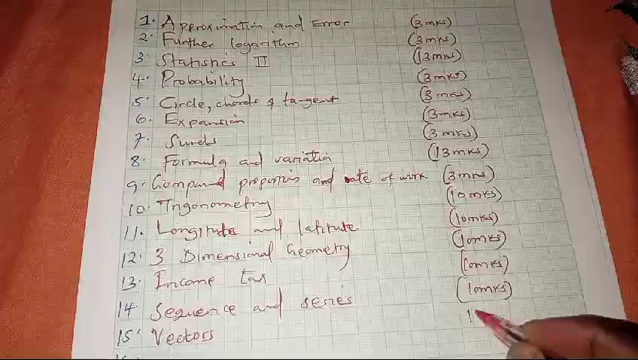 1. Approximation and Error (3mks)
2. Further logarithm (3mks)
3. Statistics II (13mks)
4. Probability (3mks)
5. Circle, chords & tangent (3mks)
6. Expansion (3mks)
7. Surds (3mks)
8. Formula and variation (13mks)
9. Compound proportion and rate of work (3mks)
10. Trigonometry (10mks)
11. Longitude and latitude (10mks)
12. 3 Dimensional Geometry (10mks)
13. Income tax (10mks)
14. Sequence and series (10mks)
15. Vectors 1